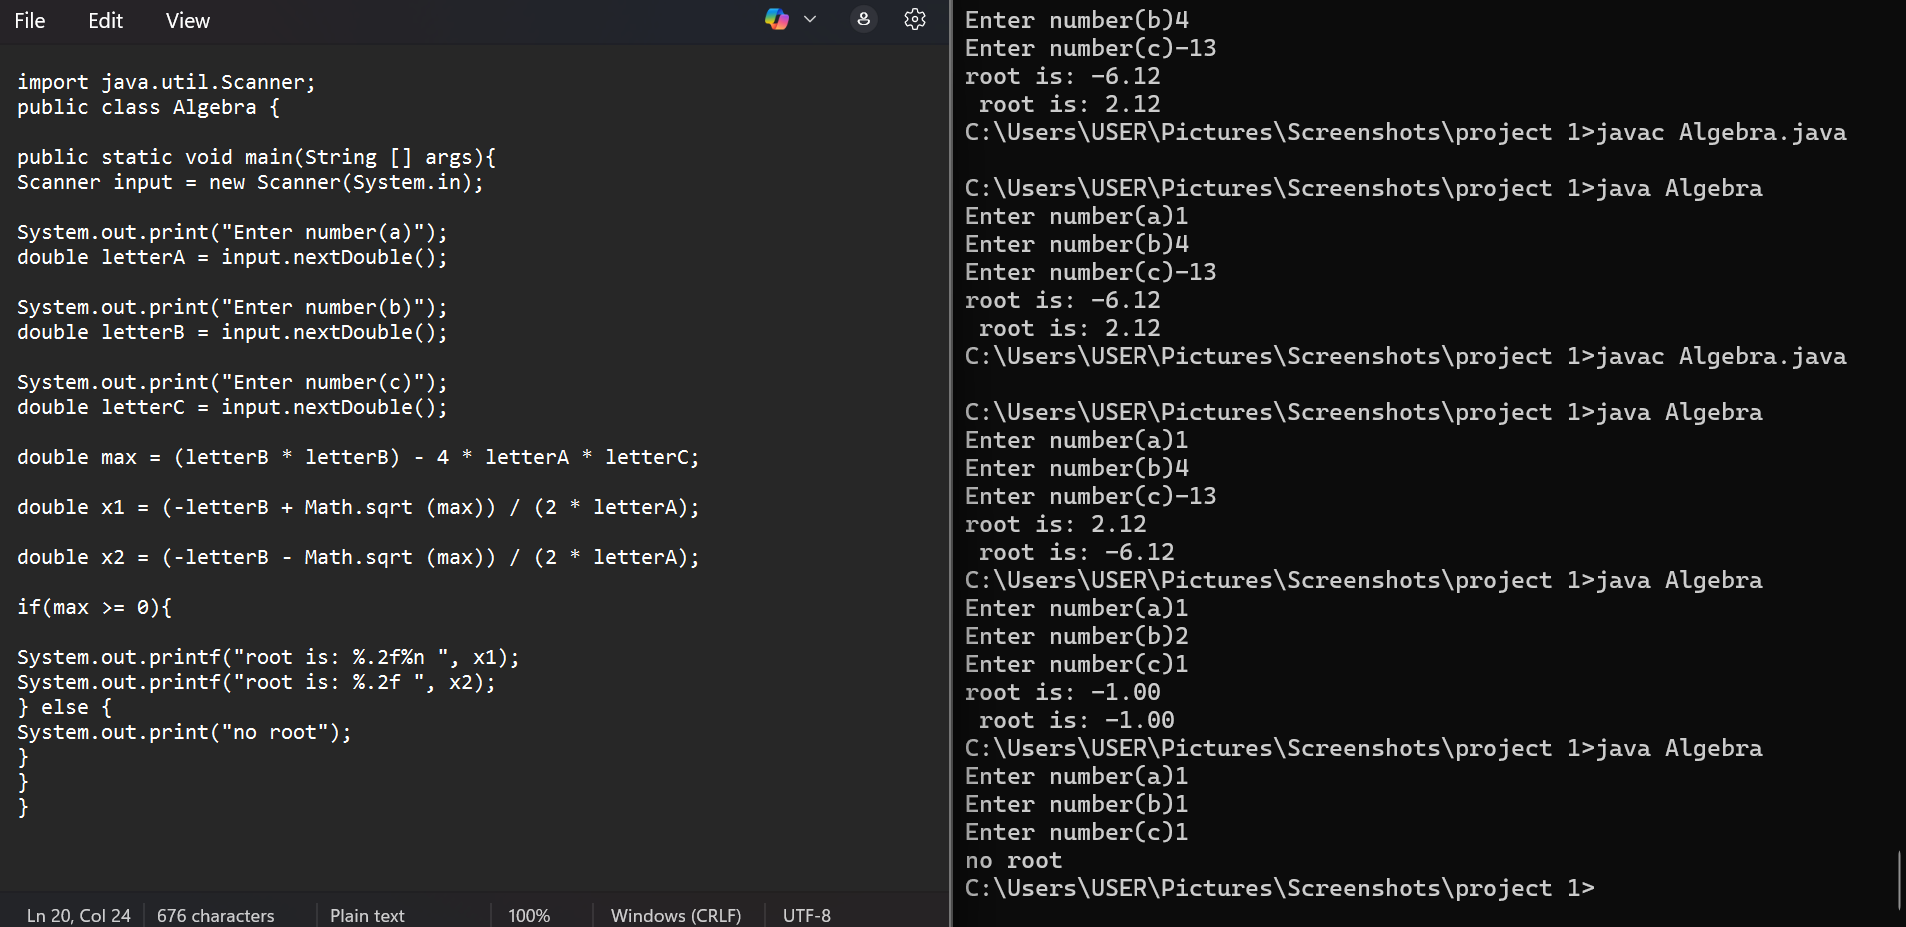 File Edit View
import java.util.Scanner;
public class Algebra {
public static void main(String [] args){
Scanner input = new Scanner(System.in);
System.out.print("Enter number(a)");
double letterA = input.nextDouble();
System.out.print("Enter number(b)");
double letterB = input.nextDouble();
System.out.print("Enter number(c)");
double letterC = input.nextDouble();
double max = (letterB * letterB) - 4 * letterA * letterC;
double x1 = (-letterB + Math.sqrt (max)) / (2 * letterA);
double x2 = (-letterB - Math.sqrt (max)) / (2 * letterA);
if(max >= 0){
System.out.printf("root is: %.2f%n ", x1);
System.out.printf("root is: %.2f ", x2);
} else {
System.out.print("no root");
}
}
}
Ln 20, Col 24 676 characters Plain text 100% Windows (CRLF) UTF-8
Enter number(b)4
Enter number(c)-13
root is: -6.12
root is: 2.12
C:\Users\USER\Pictures\Screenshots\project 1>javac Algebra.java
C:\Users\USER\Pictures\Screenshots\project 1>java Algebra
Enter number(a)1
Enter number(b)4
Enter number(c)-13
root is: -6.12
root is: 2.12
C:\Users\USER\Pictures\Screenshots\project 1>javac Algebra.java
C:\Users\USER\Pictures\Screenshots\project 1>java Algebra
Enter number(a)1
Enter number(b)4
Enter number(c)-13
root is: 2.12
root is: -6.12
C:\Users\USER\Pictures\Screenshots\project 1>java Algebra
Enter number(a)1
Enter number(b)2
Enter number(c)1
root is: -1.00
root is: -1.00
C:\Users\USER\Pictures\Screenshots\project 1>java Algebra
Enter number(a)1
Enter number(b)1
Enter number(c)1
no root
C:\Users\USER\Pictures\Screenshots\project 1>